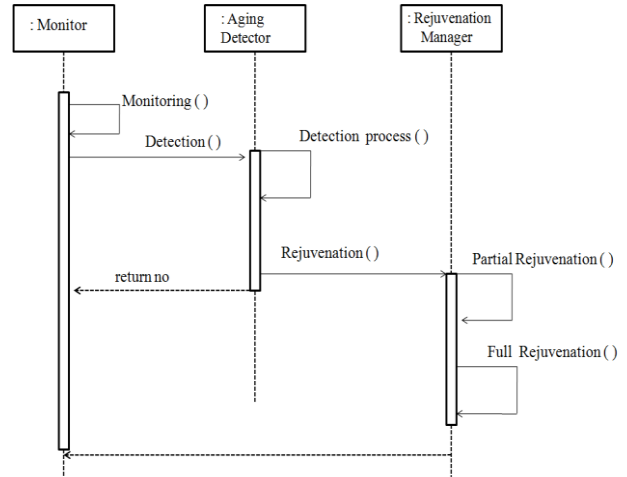 : Monitor
: Aging
Detector
: Rejuvenation
Manager
Monitoring ( )
Detection ( )
Detection process ( )
Rejuvenation ( )
return no
Partial Rejuvenation ( )
Full Rejuvenation ( )